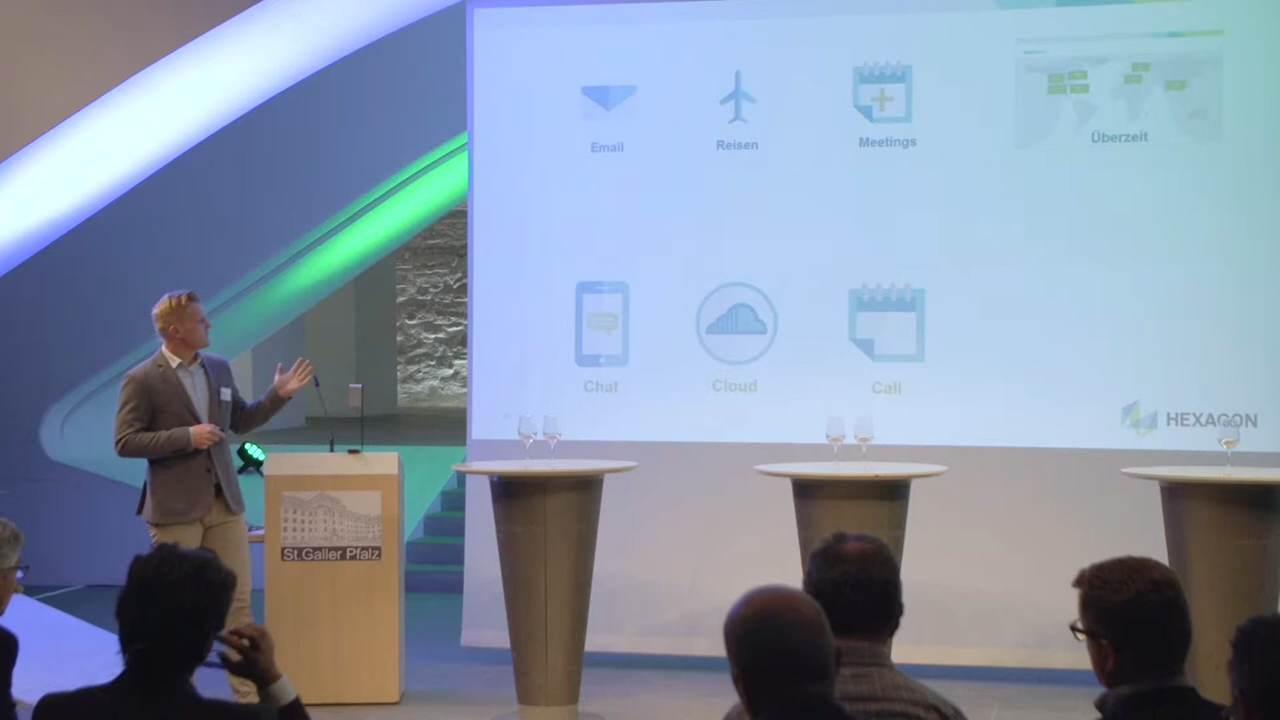 Email
Reisen
Meetings
Überzeit
Chat
Cloud
Call
HEXAGON
St.Galler Pfalz